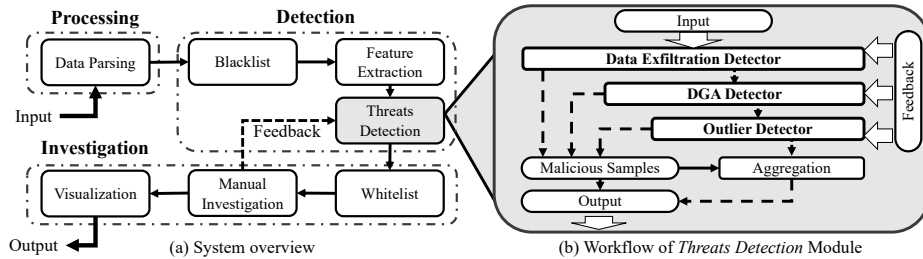 Processing
Detection
Data Parsing
Blacklist
Feature
Extraction
Input
Threats
Detection
Feedback
Investigation
Visualization
Manual
Investigation
Whitelist
Output
(a) System overview
Input
Data Exfiltration Detector
DGA Detector
Outlier Detector
Feedback
Malicious Samples
Aggregation
Output
(b) Workflow of Threats Detection Module